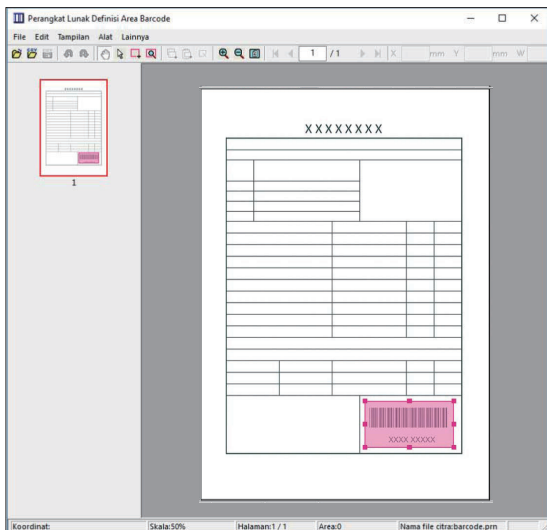 Perangkat Lunak Definisi Area Barcode
File Edit Tampilan Alat Lainnya
1 / 1 X mm Y mm W
1
XXXXXXXX
XXXX XXXXX
Koordinat: Skala:50% Halaman:1 / 1 Area:0 Nama file citra:barcode.prn